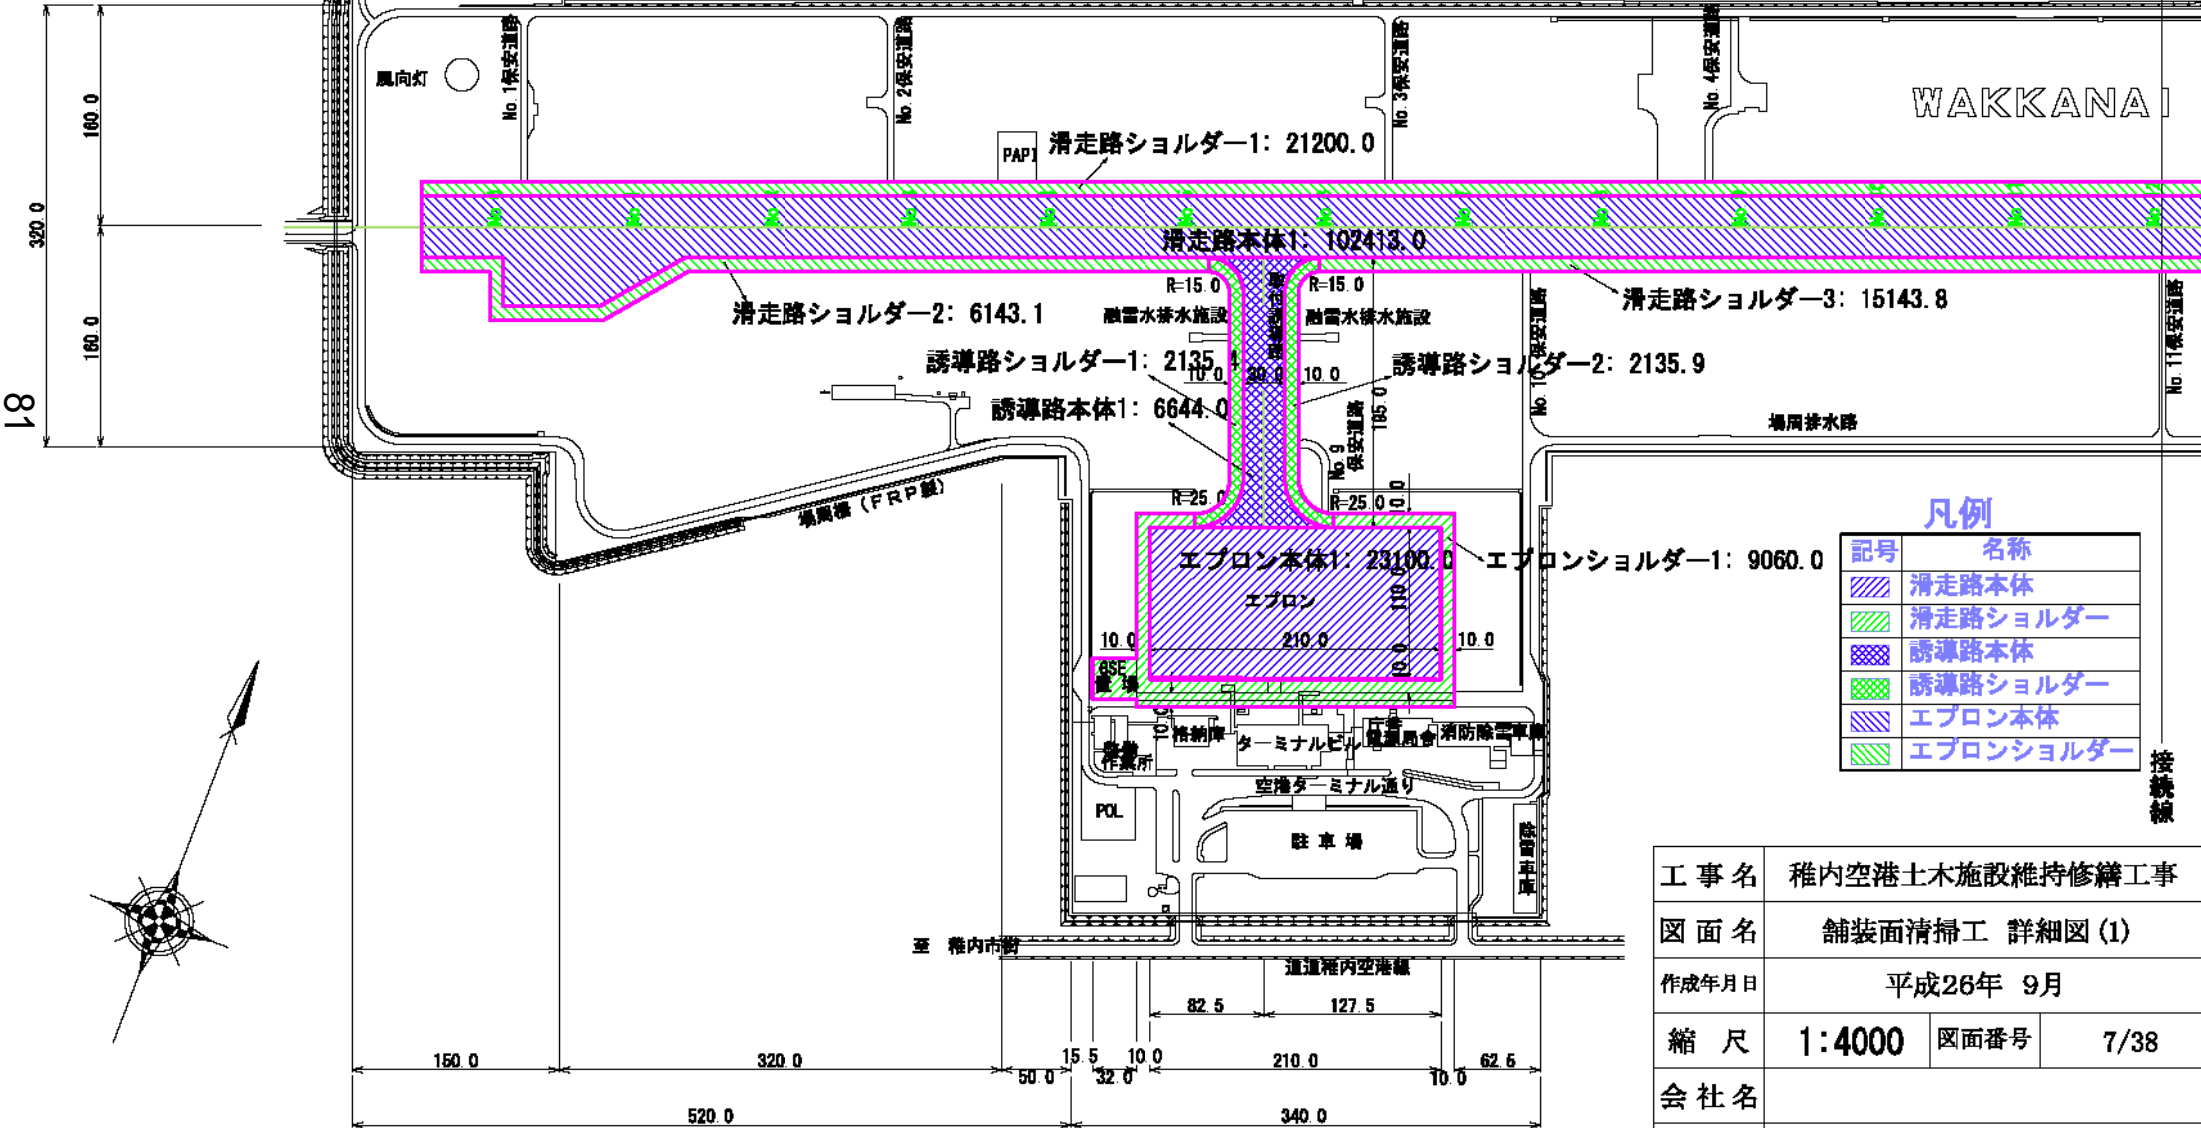 風向灯
No.1保安道路
No.2保安道路
No.3保安道路
No.4保安道路
WAKKANAI
PAPI
滑走路ショルダー1: 21200.0
160.0
320.0
160.0
滑走路本体1: 102413.0
滑走路ショルダー2: 6143.1
滑走路ショルダー3: 15143.8
R=15.0
R=15.0
融雪水排水施設
融雪水排水施設
誘導路ショルダー1: 2135.4
誘導路ショルダー2: 2135.9
10.0
30.0
10.0
誘導路本体1: 6644.0
185.0
No.9
保安道路
No.10保安道路
No.11保安道路
場周排水路
81
場周柵(FRP製)
R=25.0
R=25.0
10.0
エプロン本体1: 23100.0
エプロンショルダー1: 9060.0
エプロン
110.0
10.0
210.0
10.0
10.0
GSE
置場
10.0
格納庫
ターミナルビル
庁舎
消防除雪車庫
作業所
空港ターミナル通り
POL
駐車場
至 稚内市街
道道稚内空港線
凡例
記号 名称
滑走路本体
滑走路ショルダー
誘導路本体
誘導路ショルダー
エプロン本体
エプロンショルダー
接続線
82.5
127.5
150.0
320.0
50.0
15.5
32.0
10.0
210.0
10.0
62.5
520.0
340.0
工事名 稚内空港土木施設維持修繕工事
図面名 舗装面清掃工 詳細図(1)
作成年月日 平成26年 9月
縮尺 1:4000 図面番号 7/38
会社名